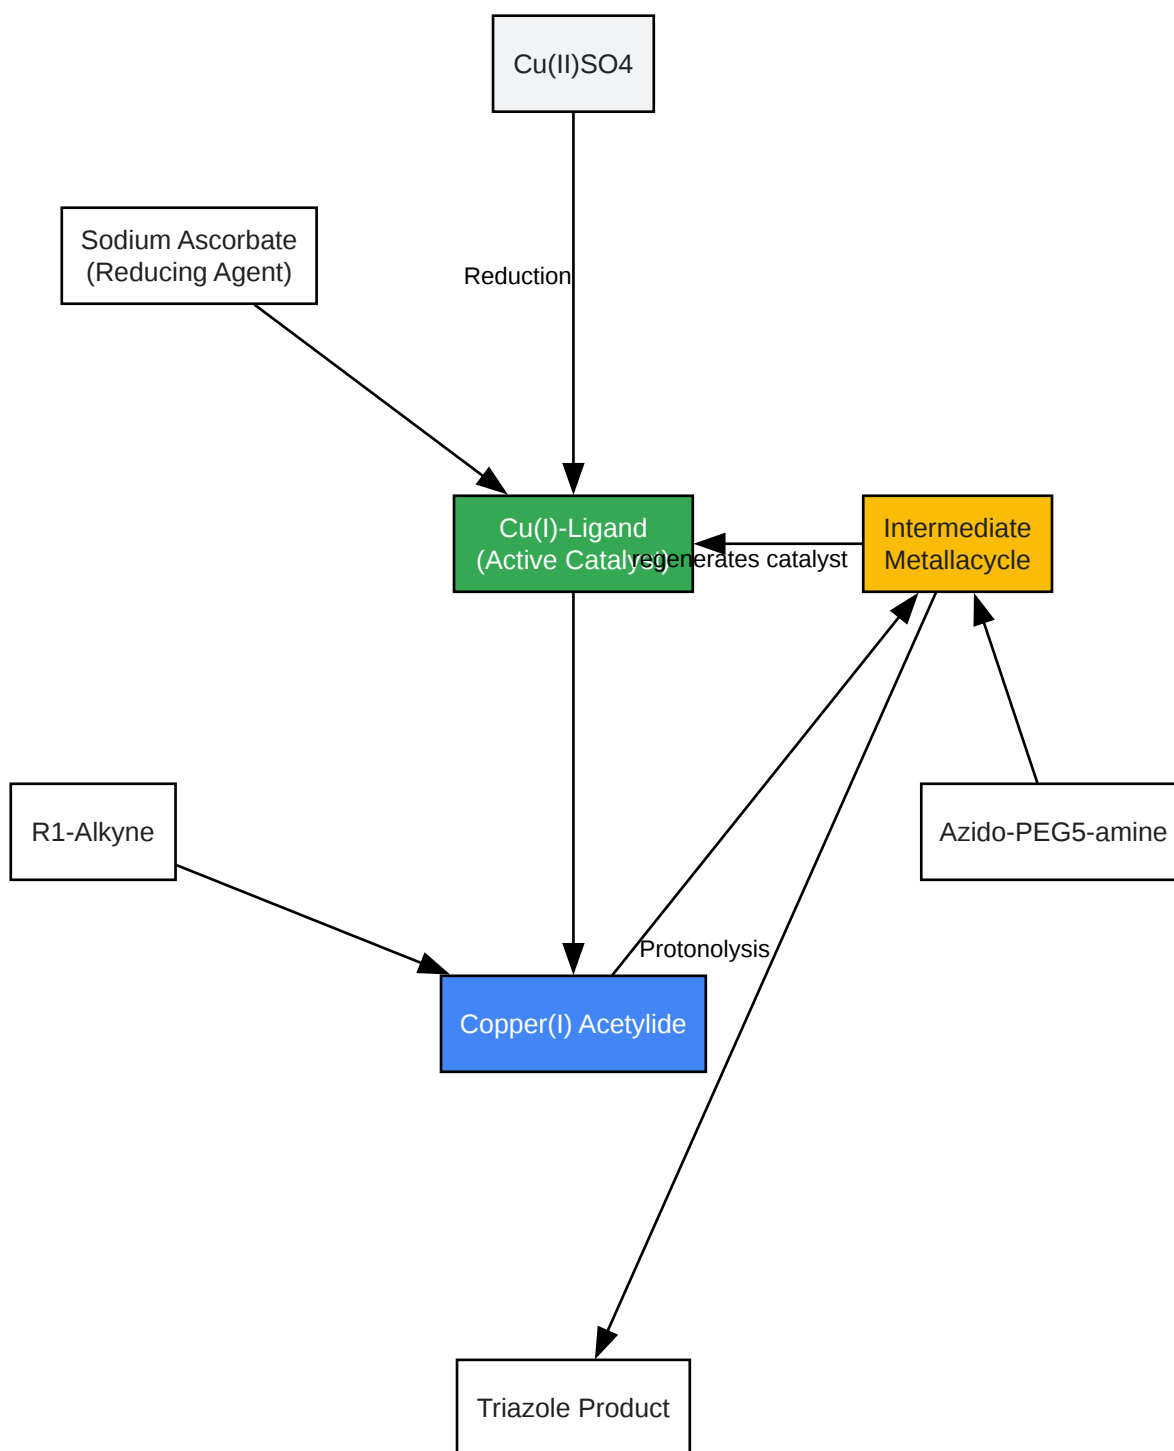 Cu(II)SO4
Sodium Ascorbate
(Reducing Agent)
Reduction
Cu(I)-Ligand
(Active Catalyst)
regenerates catalyst
Intermediate
Metallacycle
R1-Alkyne
Azido-PEG5-amine
Protonolysis
Copper(I) Acetylide
Triazole Product